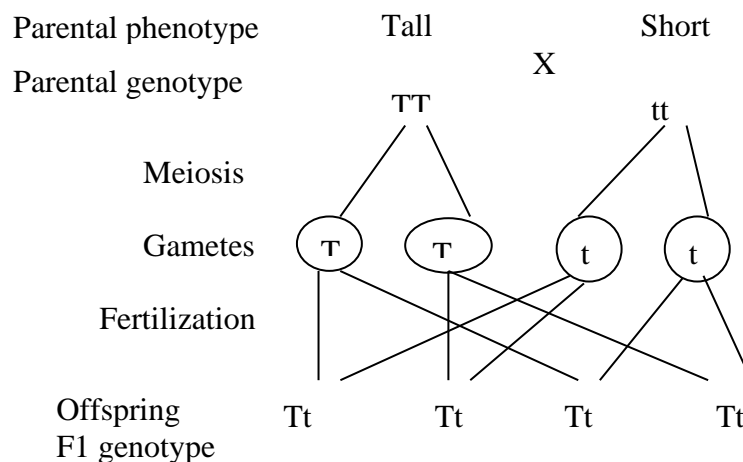 Parental phenotype Tall Short
X
Parental genotype
TT tt
Meiosis
Gametes T T t t
Fertilization
Offspring Tt Tt Tt Tt
F1 genotype